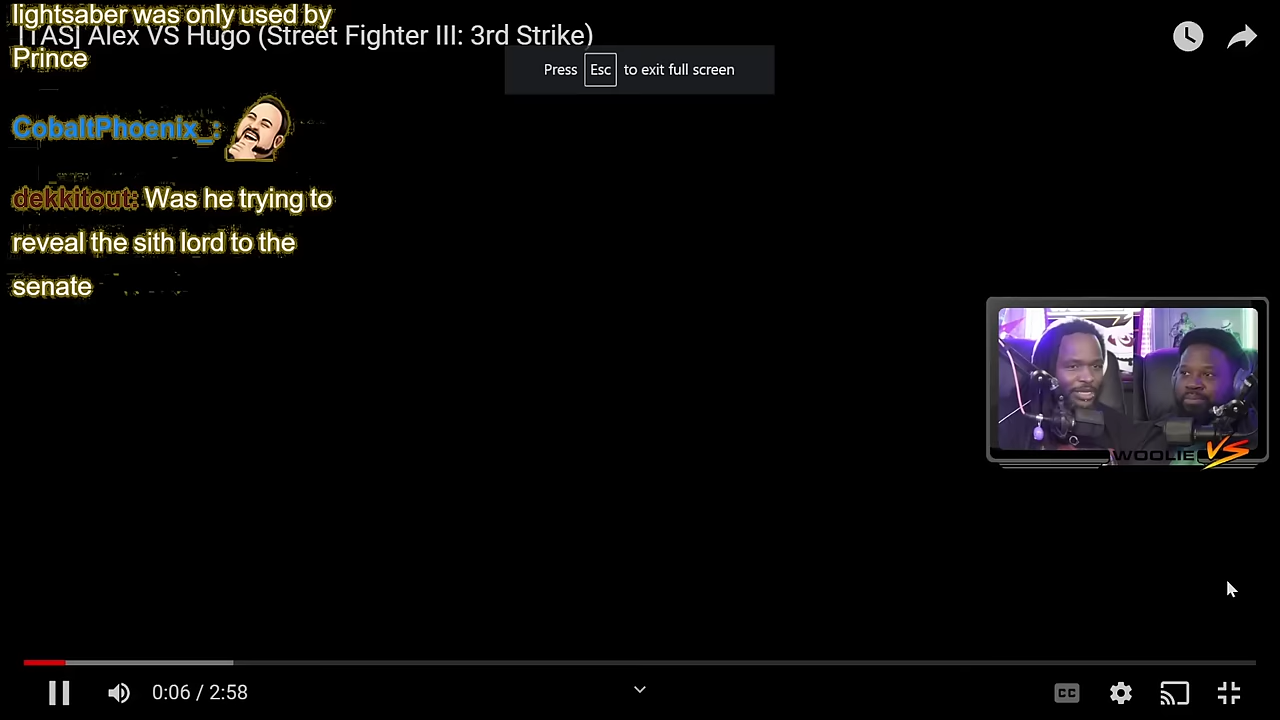 lightsaber was only used by
[TAS] Alex VS Hugo (Street Fighter III: 3rd Strike)
Prince
Press Esc to exit full screen
CobaltPhoenix_:
dekkitout: Was he trying to
reveal the sith lord to the
senate
WOOLIE VS
0:06 / 2:58
CC